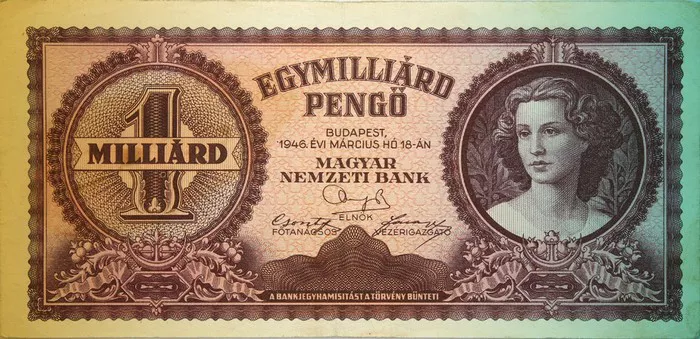 1
MILLIÁRD
EGYMILLIÁRD
PENGŐ
BUDAPEST,
1946. ÉVI MÁRCIUS HÓ 18-ÁN
MAGYAR
NEMZETI BANK
ELNÖK
FŐTANÁCSOS VEZÉRIGAZGATÓ
A BANKJEGYHAMISÍTÁST A TÖRVÉNY BÜNTETI